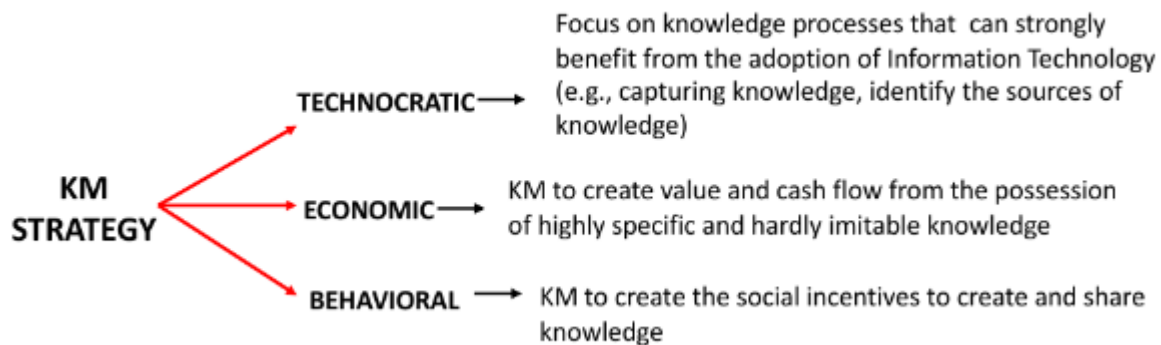 Focus on knowledge processes that can strongly
benefit from the adoption of Information Technology
(e.g., capturing knowledge, identify the sources of
knowledge)
TECHNOCRATIC
KM
STRATEGY
ECONOMIC
KM to create value and cash flow from the possession
of highly specific and hardly imitable knowledge
BEHAVIORAL
KM to create the social incentives to create and share
knowledge